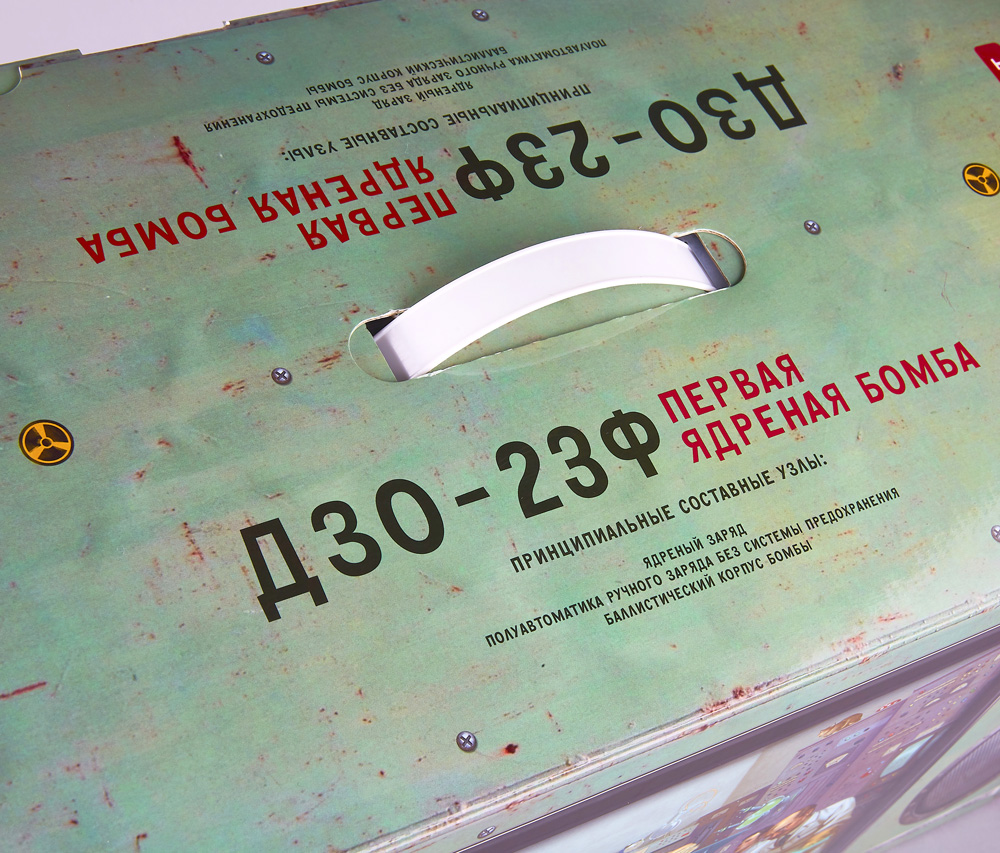 ПОЛУАВТОМАТИКА РУЧНОГО ЗАРЯДА БЕЗ СИСТЕМЫ ПРЕДОХРАНЕНИЯ
БАЛЛИСТИЧЕСКИЙ КОРПУС БОМБЫ
ЯДРЕНЫЙ ЗАРЯД
ПРИНЦИПИАЛЬНЫЕ СОСТАВНЫЕ УЗЛЫ:
ДЗО-23Ф
ПЕРВАЯ
ЯДРЕНАЯ БОМБА
ДЗО-23Ф
ПЕРВАЯ
ЯДРЕНАЯ БОМБА
ПРИНЦИПИАЛЬНЫЕ СОСТАВНЫЕ УЗЛЫ:
ЯДРЕНЫЙ ЗАРЯД
ПОЛУАВТОМАТИКА РУЧНОГО ЗАРЯДА БЕЗ СИСТЕМЫ ПРЕДОХРАНЕНИЯ
БАЛЛИСТИЧЕСКИЙ КОРПУС БОМБЫ